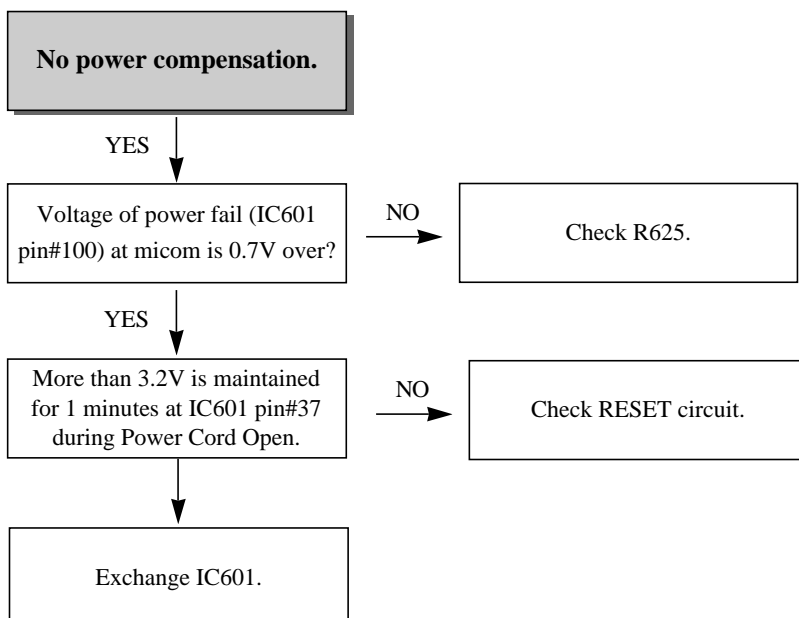 No power compensation.
YES
Voltage of power fail (IC601
pin#100) at micom is 0.7V over?
NO
Check R625.
YES
More than 3.2V is maintained
for 1 minutes at IC601 pin#37
during Power Cord Open.
NO
Check RESET circuit.
Exchange IC601.